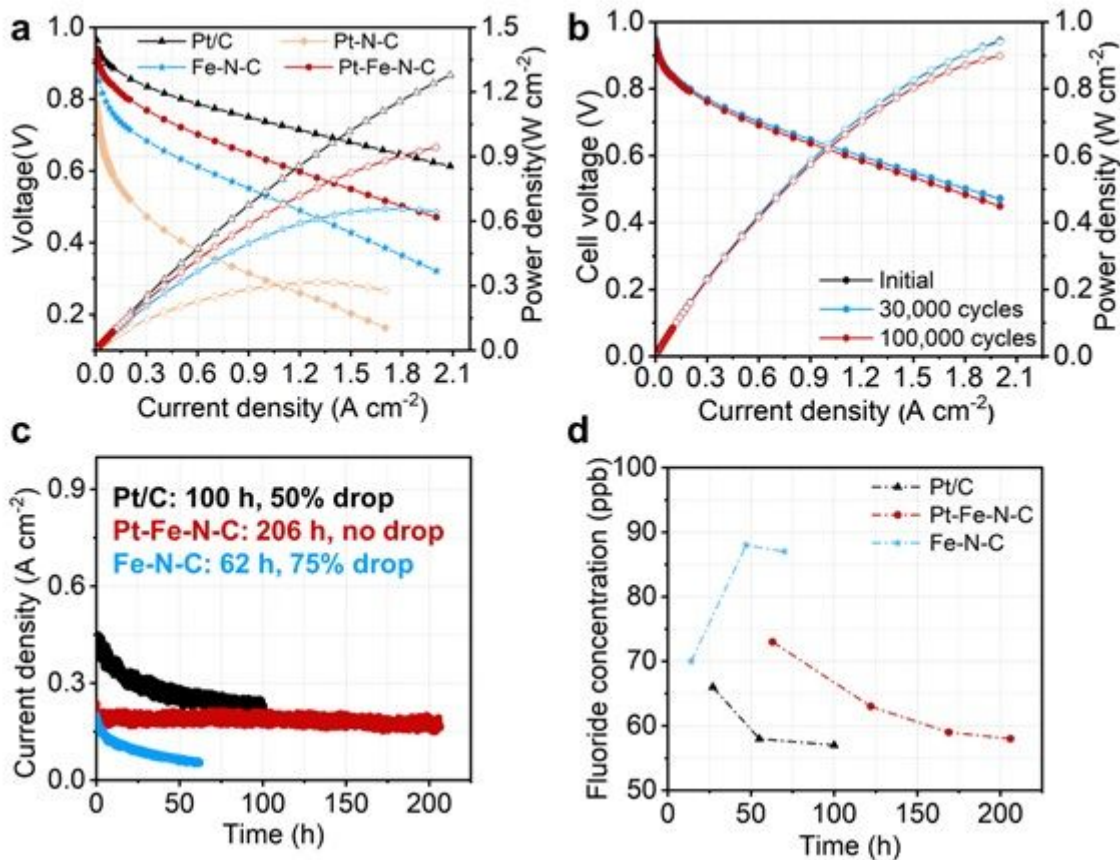 a
Pt/C
Pt-N-C
Fe-N-C
Pt-Fe-N-C
1.0
0.8
0.6
0.4
0.2
Voltage(V)
1.5
1.2
0.9
0.6
0.3
0.0
Power density(W cm-2)
0.0 0.3 0.6 0.9 1.2 1.5 1.8 2.1
Current density (A cm-2)
b
1.0
0.8
0.6
0.4
0.2
0.0
Cell voltage (V)
1.0
0.8
0.6
0.4
0.2
0.0
Power density (W cm-2)
Initial
30,000 cycles
100,000 cycles
0.0 0.3 0.6 0.9 1.2 1.5 1.8 2.1
Current density (A cm-2)
c
0.9
0.6
0.3
0.0
Current density (A cm-2)
Pt/C: 100 h, 50% drop
Pt-Fe-N-C: 206 h, no drop
Fe-N-C: 62 h, 75% drop
0 50 100 150 200
Time (h)
d
100
90
80
70
60
50
Fluoride concentration (ppb)
Pt/C
Pt-Fe-N-C
Fe-N-C
0 50 100 150 200
Time (h)